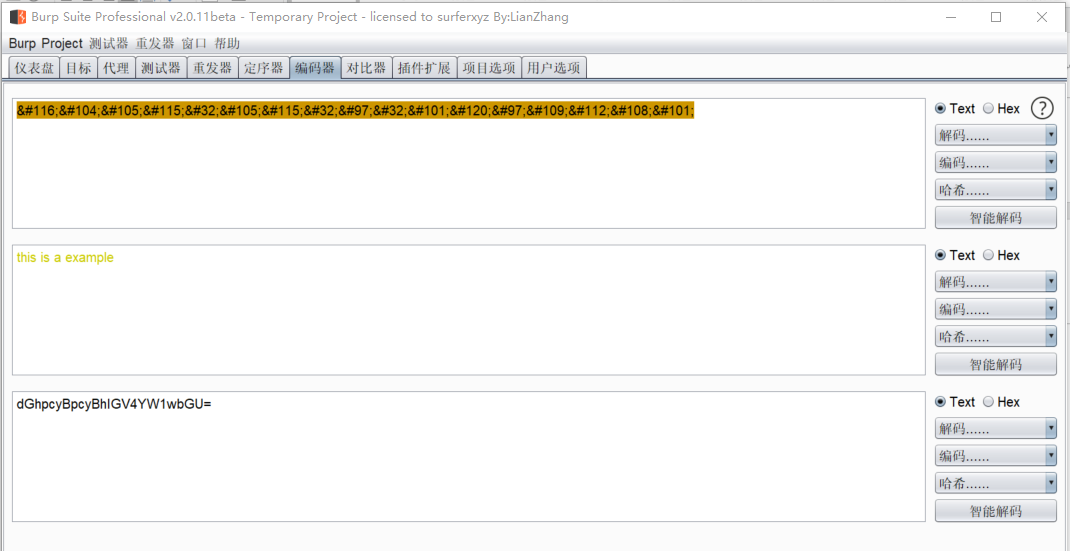 Burp Suite Professional v2.0.11beta - Temporary Project - licensed to surferxyz By:LianZhang
Burp Project 测试器 重发器 窗口 帮助
仪表盘 目标 代理 测试器 重发器 定序器 编码器 对比器 插件扩展 项目选项 用户选项
&#116;&#104;&#105;&#115;&#32;&#105;&#115;&#32;&#97;&#32;&#101;&#120;&#97;&#109;&#112;&#108;&#101;
Text Hex ?
解码......
编码......
哈希......
智能解码
this is a example
Text Hex
解码......
编码......
哈希......
智能解码
dGhpcyBpcyBhIGV4YW1wbGU=
Text Hex
解码......
编码......
哈希......
智能解码